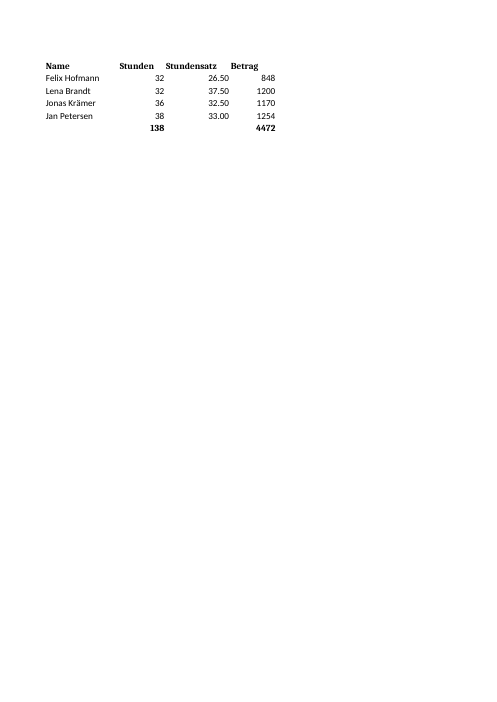 Name Stunden Stundensatz Betrag
Felix Hofmann 32 26.50 848
Lena Brandt 32 37.50 1200
Jonas Krämer 36 32.50 1170
Jan Petersen 38 33.00 1254
138 4472